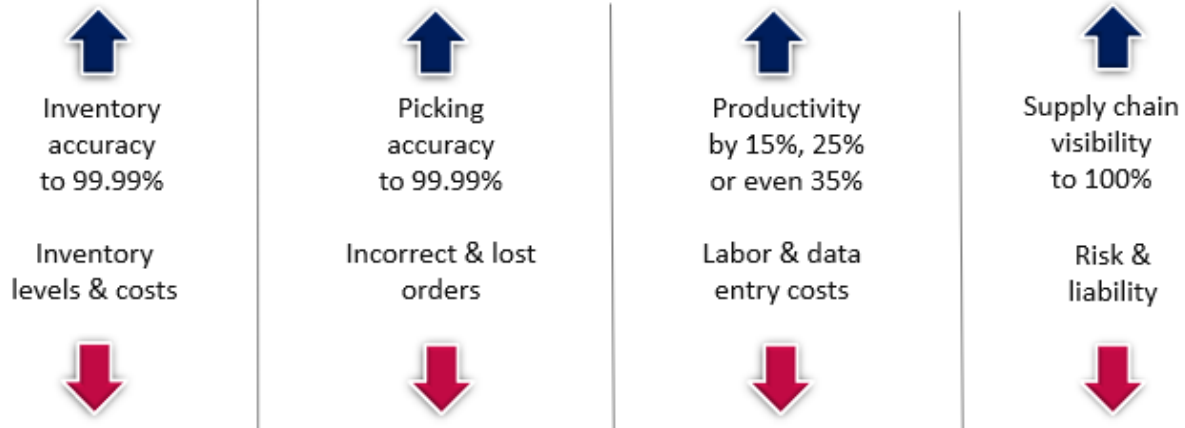 Inventory
accuracy
to 99.99%
Inventory
levels & costs
Picking
accuracy
to 99.99%
Incorrect & lost
orders
Productivity
by 15%, 25%
or even 35%
Labor & data
entry costs
Supply chain
visibility
to 100%
Risk &
liability